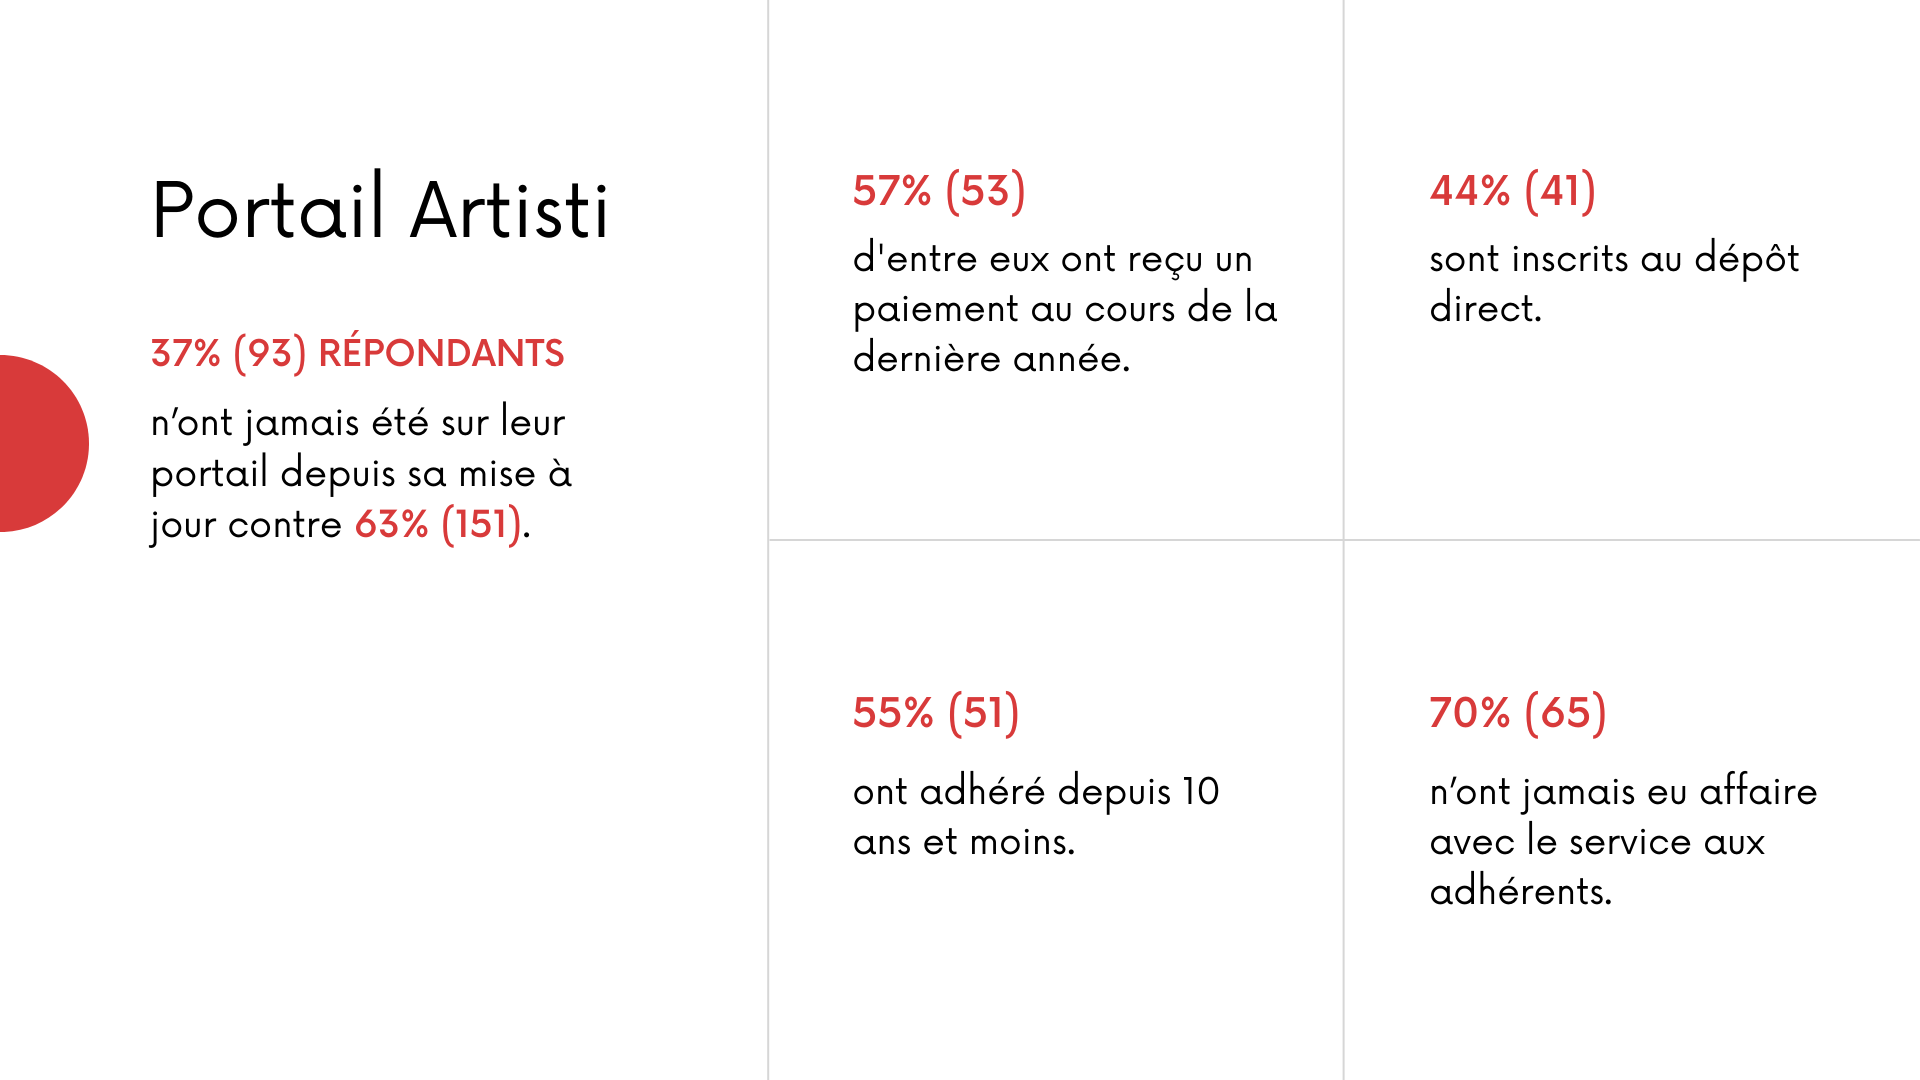 Portail Artisti
37% (93) RÉPONDANTS
n’ont jamais été sur leur
portail depuis sa mise à
jour contre 63% (151).
57% (53)
d'entre eux ont reçu un
paiement au cours de la
dernière année.
44% (41)
sont inscrits au dépôt
direct.
55% (51)
ont adhéré depuis 10
ans et moins.
70% (65)
n’ont jamais eu affaire
avec le service aux
adhérents.